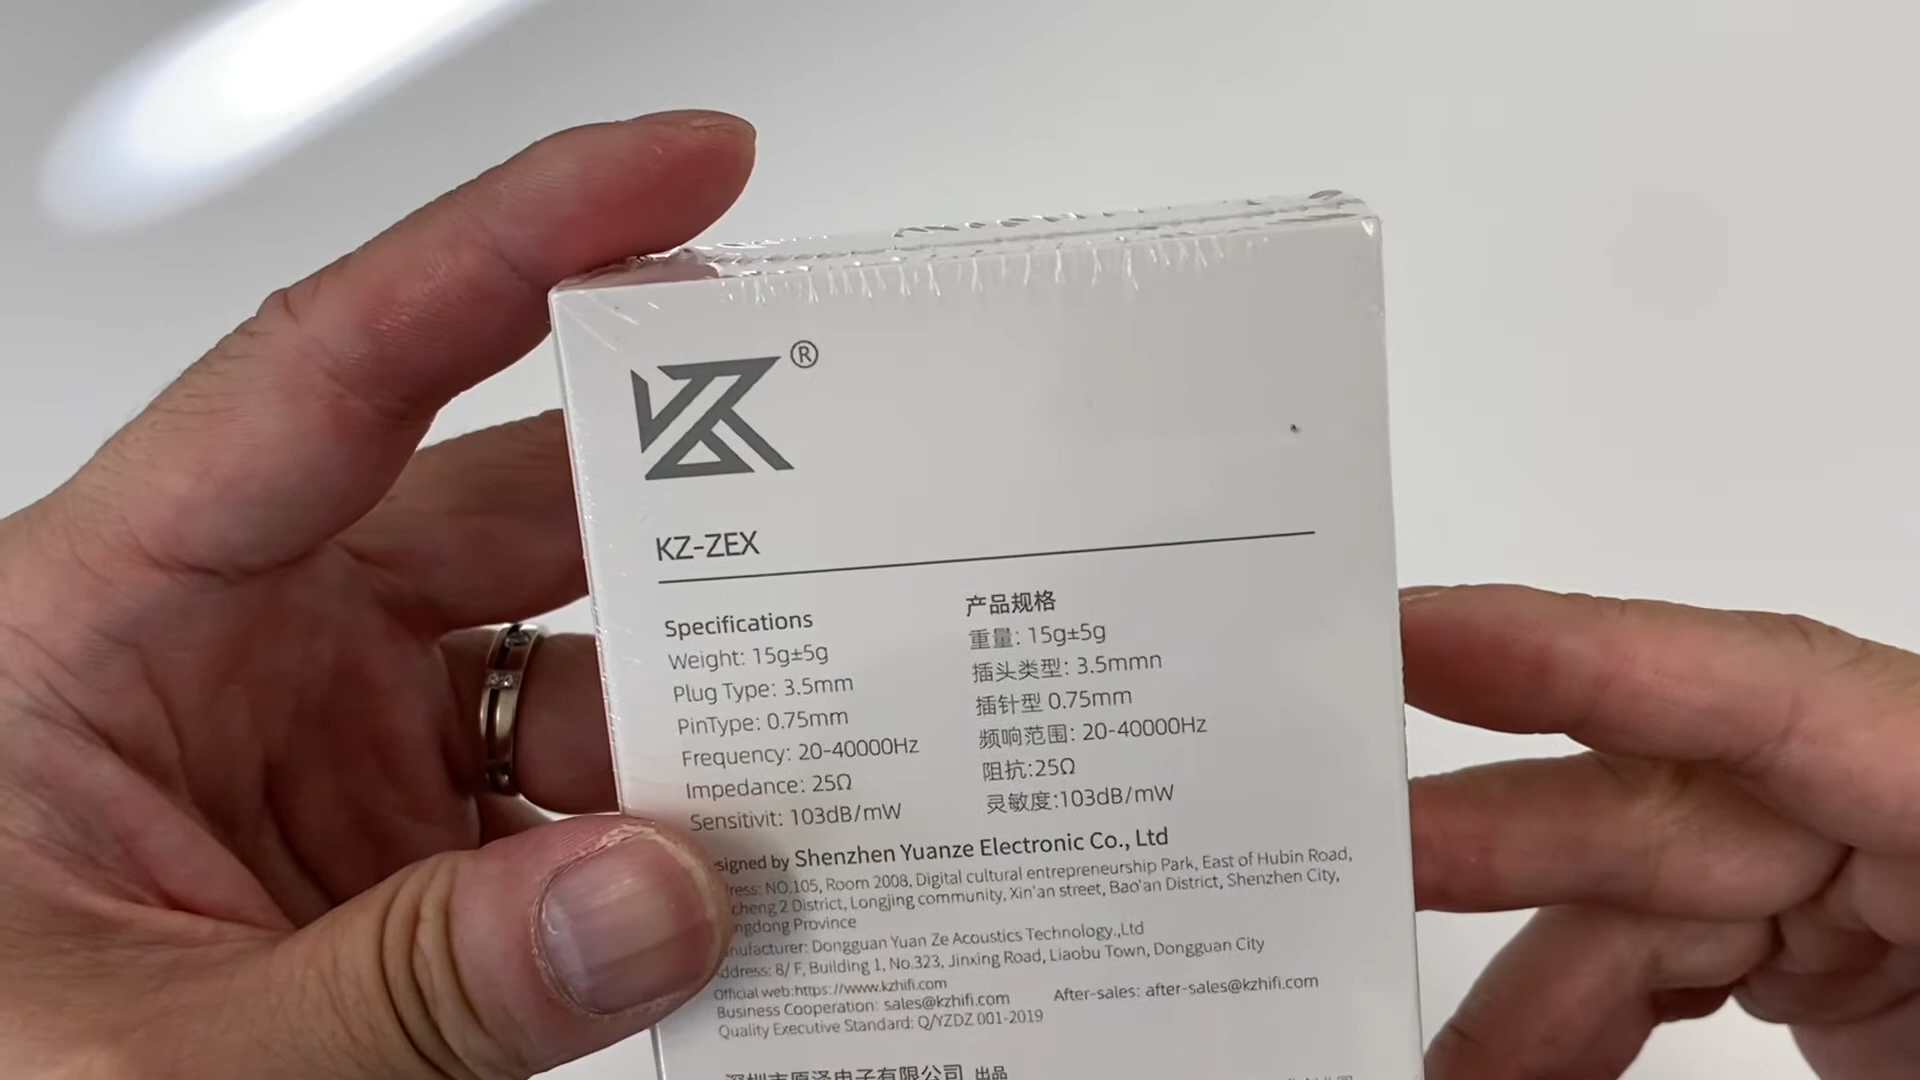 KZ ®
KZ-ZEX
Specifications
Weight: 15g±5g
Plug Type: 3.5mm
PinType: 0.75mm
Frequency: 20-40000Hz
Impedance: 25Ω
Sensitivit: 103dB/mW
产品规格
重量: 15g±5g
插头类型: 3.5mmn
插针型 0.75mm
频响范围: 20-40000Hz
阻抗:25Ω
灵敏度:103dB/mW
signed by Shenzhen Yuanze Electronic Co., Ltd
ress: NO.105, Room 2008, Digital cultural entrepreneurship Park, East of Hubin Road,
cheng 2 District, Longjing community, Xin'an street, Bao'an District, Shenzhen City,
ngdong Province
nufacturer: Dongguan Yuan Ze Acoustics Technology.,Ltd
ddress: 8/ F, Building 1, No.323, Jinxing Road, Liaobu Town, Dongguan City
Official web:https://www.kzhifi.com
Business Cooperation: sales@kzhifi.com After-sales: after-sales@kzhifi.com
Quality Executive Standard: Q/YZDZ 001-2019
深圳市原泽电子有限公司 出品